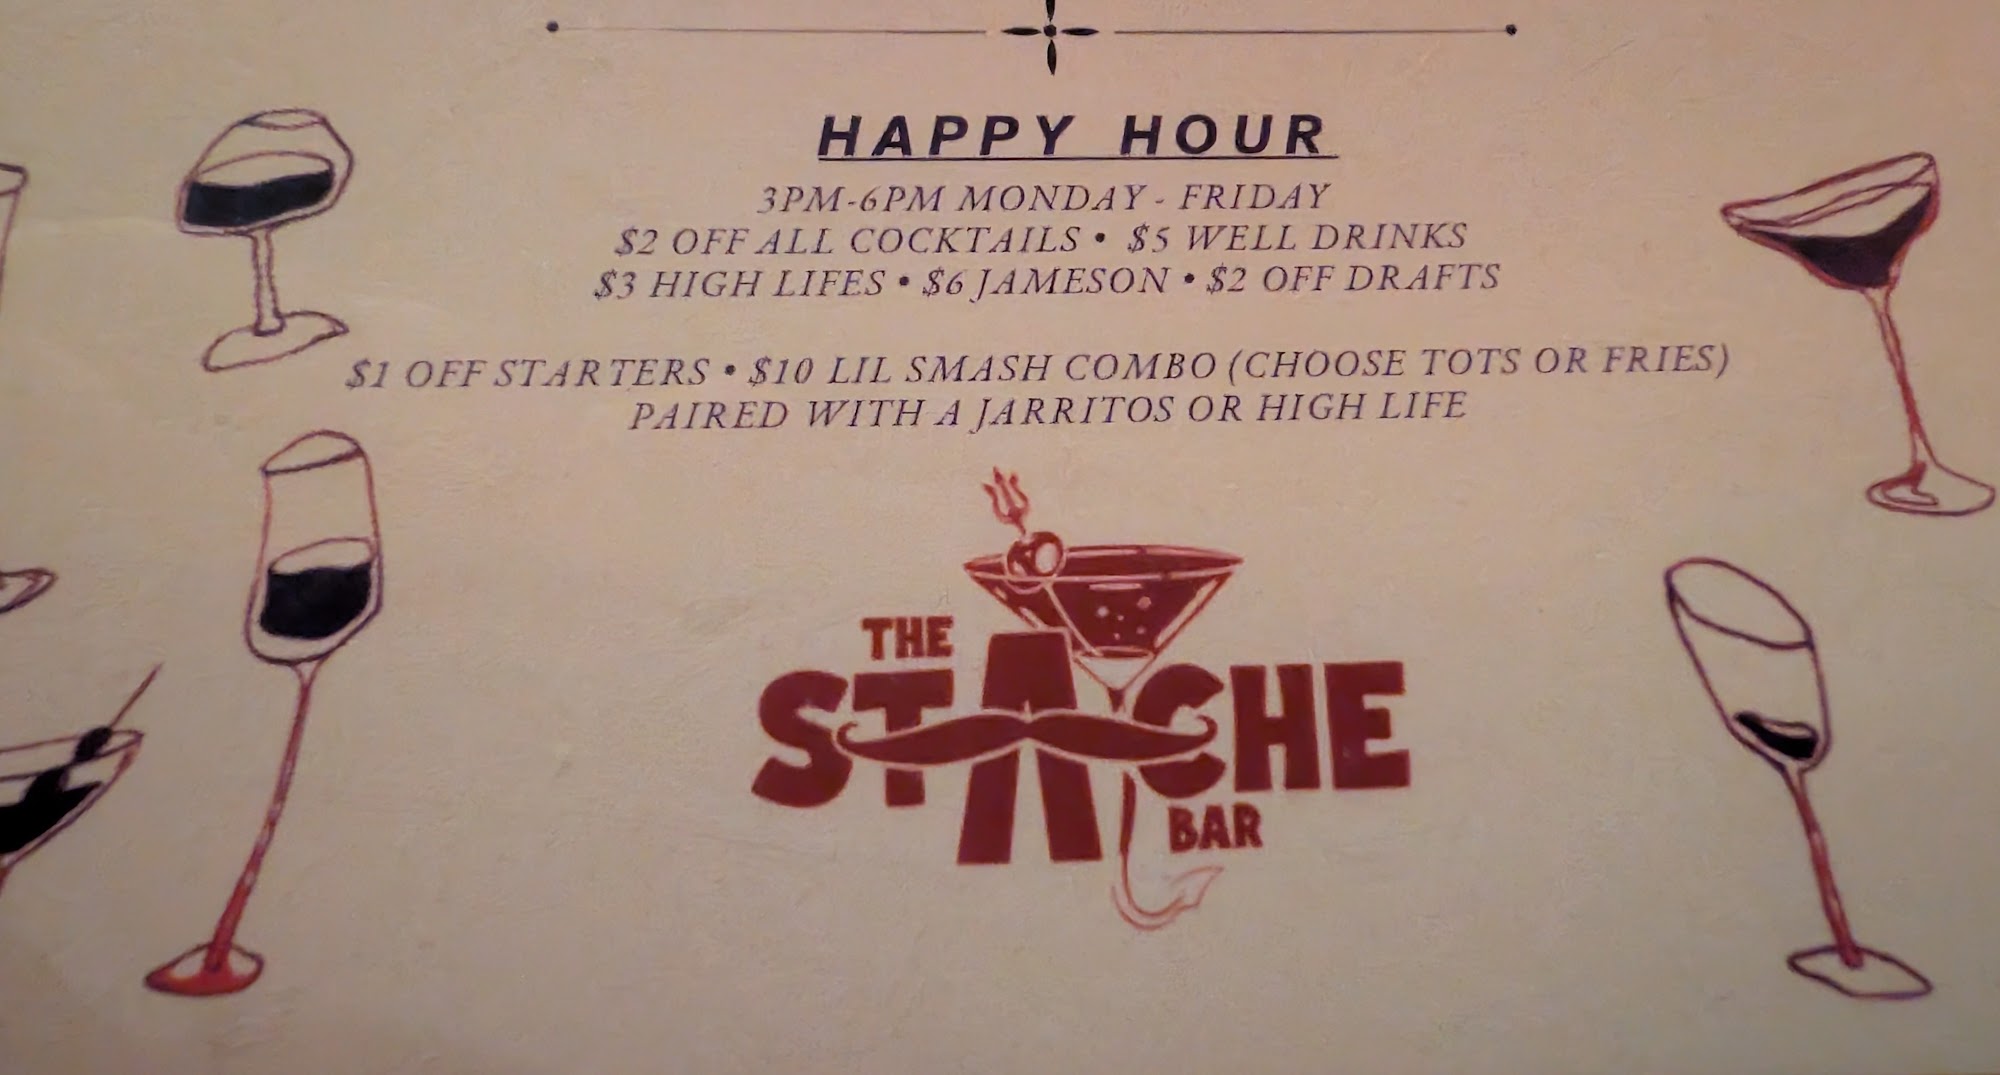 HAPPY HOUR
3PM-6PM MONDAY - FRIDAY
$2 OFF ALL COCKTAILS • $5 WELL DRINKS
$3 HIGH LIFES • $6 JAMESON • $2 OFF DRAFTS
$1 OFF STARTERS • $10 LIL SMASH COMBO (CHOOSE TOTS OR FRIES)
PAIRED WITH A JARRITOS OR HIGH LIFE
THE
STACHE
BAR